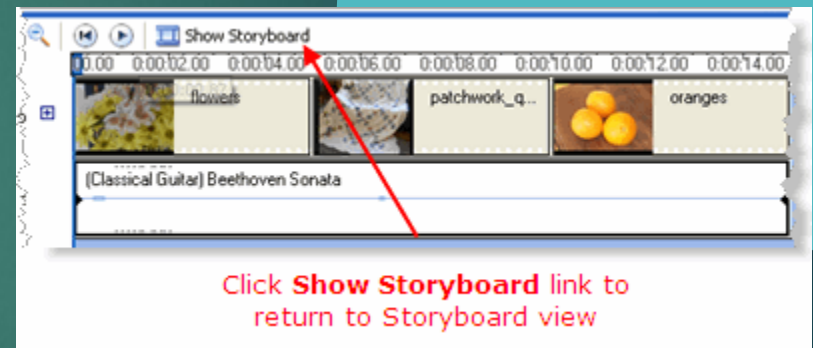 Show Storyboard
0.00 0:00:02.00 0:00:04.00 0:00:06.00 0:00:08.00 0:00:10.00 0:00:12.00 0:00:14.00
flowers patchwork_q... oranges
(Classical Guitar) Beethoven Sonata
Click Show Storyboard link to
return to Storyboard view